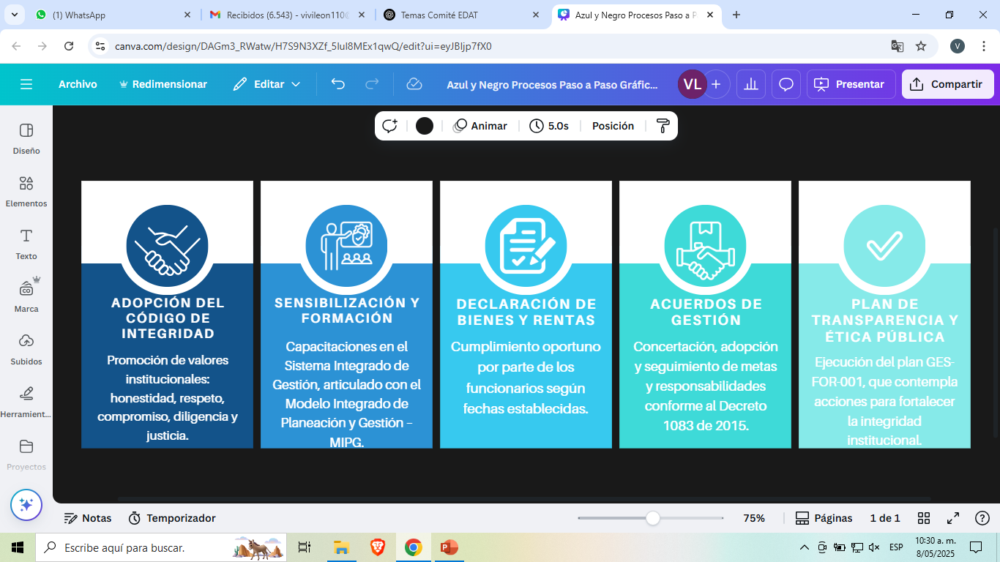 (1) WhatsApp
Recibidos (6.543) - vivileon110@
Temas Comité EDAT
Azul y Negro Procesos Paso a P
canva.com/design/DAGm3_RWatw/H7S9N3XZf_5lul8MEx1qwQ/edit?ui=eyJBIjp7fX0
V
Archivo
Redimensionar
Editar
Azul y Negro Procesos Paso a Paso Gráfic...
VL
Presentar
Compartir
Animar
5.0s
Posición
Diseño
Elementos
Texto
Marca
Subidos
Herramient...
Proyectos
ADOPCIÓN DEL
CÓDIGO DE
INTEGRIDAD
Promoción de valores
institucionales:
honestidad, respeto,
compromiso, diligencia y
justicia.
SENSIBILIZACIÓN Y
FORMACIÓN
Capacitaciones en el
Sistema Integrado de
Gestión, articulado con el
Modelo Integrado de
Planeación y Gestión –
MIPG.
DECLARACIÓN DE
BIENES Y RENTAS
Cumplimiento oportuno
por parte de los
funcionarios según
fechas establecidas.
ACUERDOS DE
GESTIÓN
Concertación, adopción
y seguimiento de metas
y responsabilidades
conforme al Decreto
1083 de 2015.
PLAN DE
TRANSPARENCIA Y
ÉTICA PÚBLICA
Ejecución del plan GES-
FOR-001, que contempla
acciones para fortalecer
la integridad
institucional.
Notas
Temporizador
75%
Páginas
1 de 1
Escribe aquí para buscar.
ESP
10:30 a. m.
8/05/2025